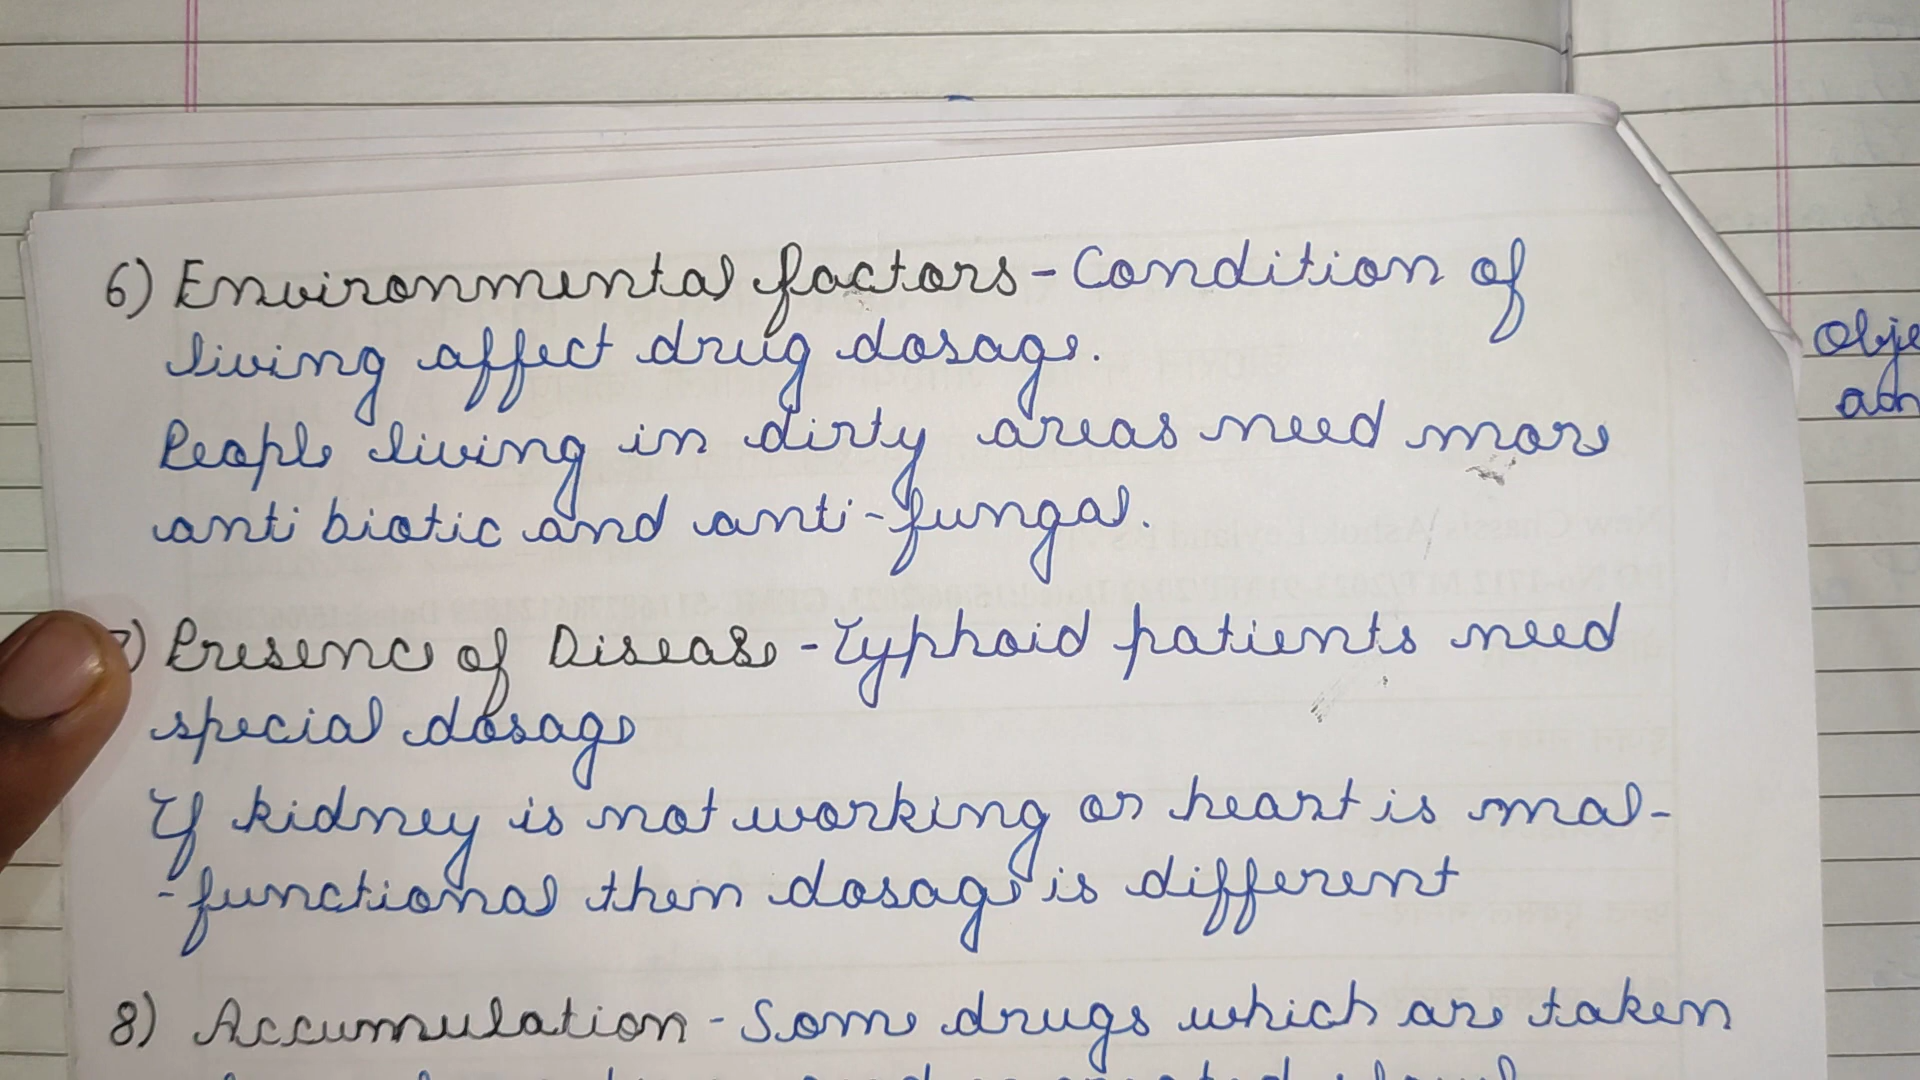 6) Environmental factors - Condition of
living affect drug dosage.
People living in dirty areas need more
anti biotic and anti-fungal.
) Presence of Disease - Typhoid patients need
special dosage
If kidney is not working or heart is mal-
-functional then dosage is different
8) Accumulation - Some drugs which are taken